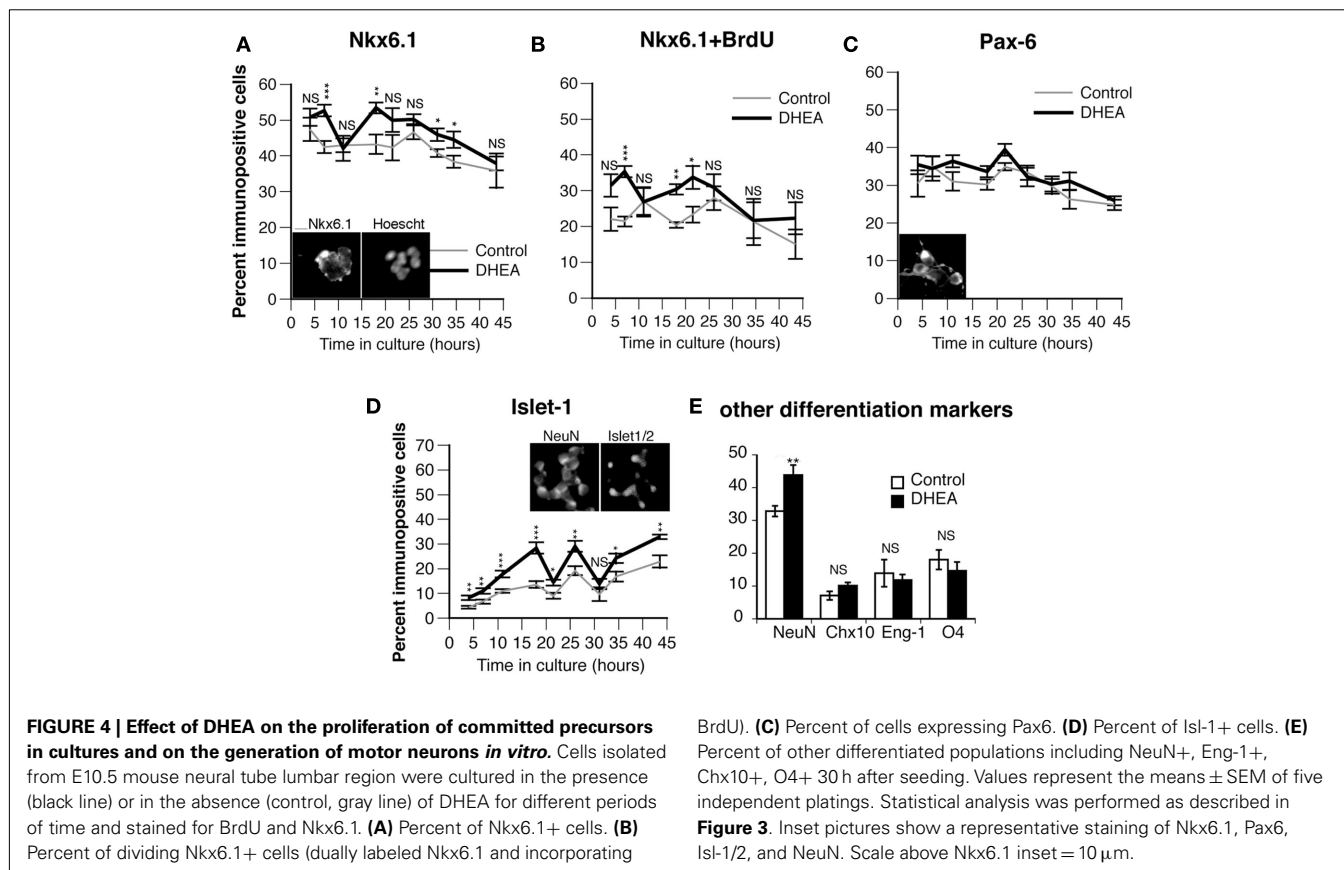 A
Nkx6.1
Percent immunopositive cells
60
50
40
30
20
10
0
NS
***
NS
**
NS
NS
*
*
NS
Nkx6.1
Hoescht
Control
DHEA
0 5 10 15 20 25 30 35 40 45
Time in culture (hours)
B
Nkx6.1+BrdU
60
50
40
30
20
10
0
Control
DHEA
NS
***
NS
**
*
NS
NS
NS
0 5 10 15 20 25 30 35 40 45
Time in culture (hours)
C
Pax-6
60
50
40
30
20
10
0
Control
DHEA
0 5 10 15 20 25 30 35 40 45
Time in culture (hours)
D
Islet-1
Percent immunopositive cells
70
60
50
40
30
20
10
0
NeuN
Islet1/2
**
**
***
***
*
**
NS
*
**
0 5 10 15 20 25 30 35 40 45
Time in culture (hours)
E
other differentiation markers
50
40
30
20
10
0
**
Control
DHEA
NS
NS
NS
NeuN Chx10 Eng-1 O4
FIGURE 4 | Effect of DHEA on the proliferation of committed precursors
in cultures and on the generation of motor neurons in vitro. Cells isolated
from E10.5 mouse neural tube lumbar region were cultured in the presence
(black line) or in the absence (control, gray line) of DHEA for different periods
of time and stained for BrdU and Nkx6.1. (A) Percent of Nkx6.1+ cells. (B)
Percent of dividing Nkx6.1+ cells (dually labeled Nkx6.1 and incorporating
BrdU). (C) Percent of cells expressing Pax6. (D) Percent of Isl-1+ cells. (E)
Percent of other differentiated populations including NeuN+, Eng-1+,
Chx10+, O4+ 30 h after seeding. Values represent the means ± SEM of five
independent platings. Statistical analysis was performed as described in
Figure 3. Inset pictures show a representative staining of Nkx6.1, Pax6,
Isl-1/2, and NeuN. Scale above Nkx6.1 inset = 10 μm.